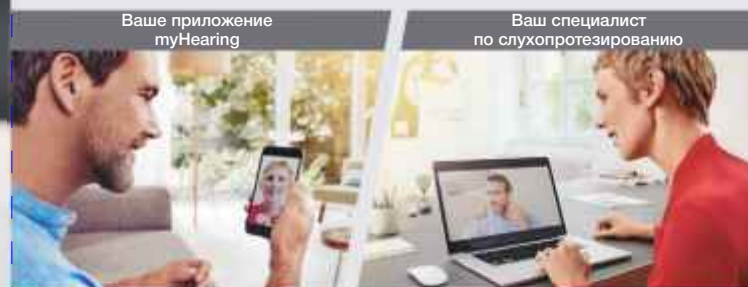 Ваше приложение
myHearing
Ваш специалист
по слухопротезированию